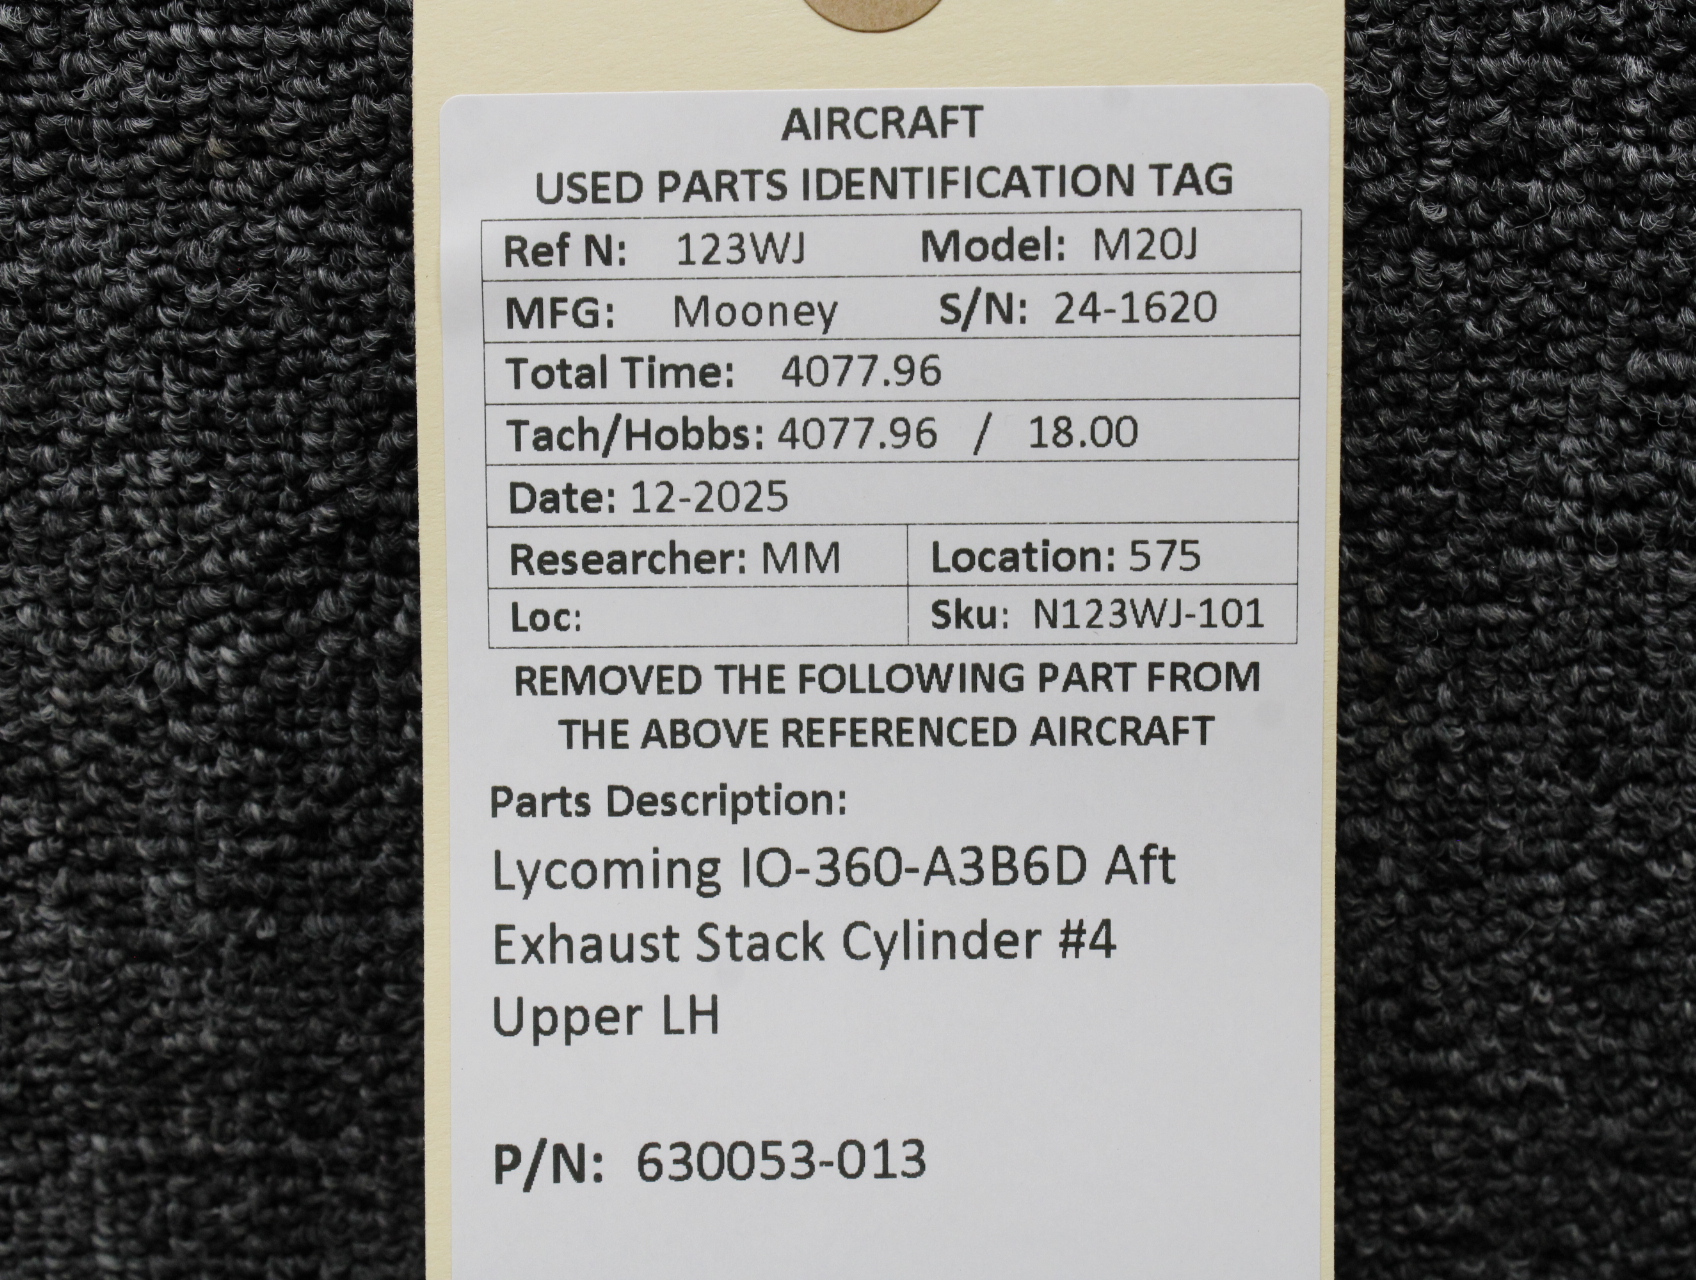 AIRCRAFT
USED PARTS IDENTIFICATION TAG
Ref N: 123WJ Model: M20J
MFG: Mooney S/N: 24-1620
Total Time: 4077.96
Tach/Hobbs: 4077.96 / 18.00
Date: 12-2025
Researcher: MM Location: 575
Loc: Sku: N123WJ-101
REMOVED THE FOLLOWING PART FROM
THE ABOVE REFERENCED AIRCRAFT
Parts Description:
Lycoming IO-360-A3B6D Aft
Exhaust Stack Cylinder #4
Upper LH
P/N: 630053-013